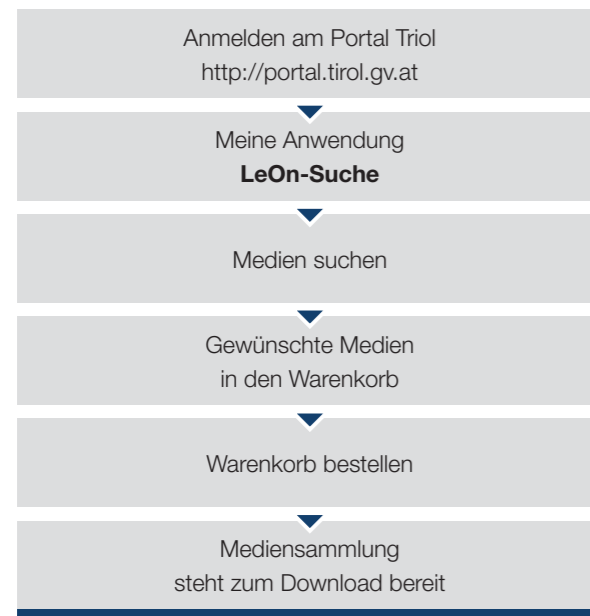 Anmelden am Portal Triol
http://portal.tirol.gv.at
Meine Anwendung
LeOn-Suche
Medien suchen
Gewünschte Medien
in den Warenkorb
Warenkorb bestellen
Mediensammlung
steht zum Download bereit